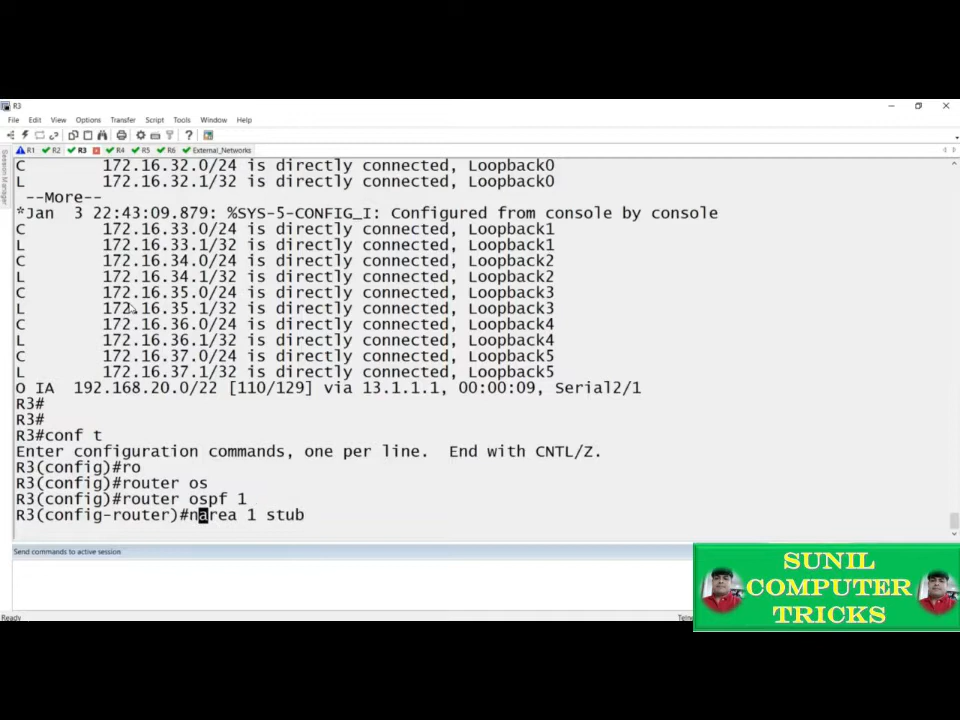 R3
File Edit View Options Transfer Script Tools Window Help
R1 R2 R3 R4 R5 R6 External_Networks
Session Manager
C 172.16.32.0/24 is directly connected, Loopback0
L 172.16.32.1/32 is directly connected, Loopback0
--More--
*Jan 3 22:43:09.879: %SYS-5-CONFIG_I: Configured from console by console
C 172.16.33.0/24 is directly connected, Loopback1
L 172.16.33.1/32 is directly connected, Loopback1
C 172.16.34.0/24 is directly connected, Loopback2
L 172.16.34.1/32 is directly connected, Loopback2
C 172.16.35.0/24 is directly connected, Loopback3
L 172.16.35.1/32 is directly connected, Loopback3
C 172.16.36.0/24 is directly connected, Loopback4
L 172.16.36.1/32 is directly connected, Loopback4
C 172.16.37.0/24 is directly connected, Loopback5
L 172.16.37.1/32 is directly connected, Loopback5
O IA 192.168.20.0/22 [110/129] via 13.1.1.1, 00:00:09, Serial2/1
R3#
R3#
R3#conf t
Enter configuration commands, one per line. End with CNTL/Z.
R3(config)#ro
R3(config)#router os
R3(config)#router ospf 1
R3(config-router)#narea 1 stub
Send commands to active session
SUNIL
COMPUTER
TRICKS
Ready